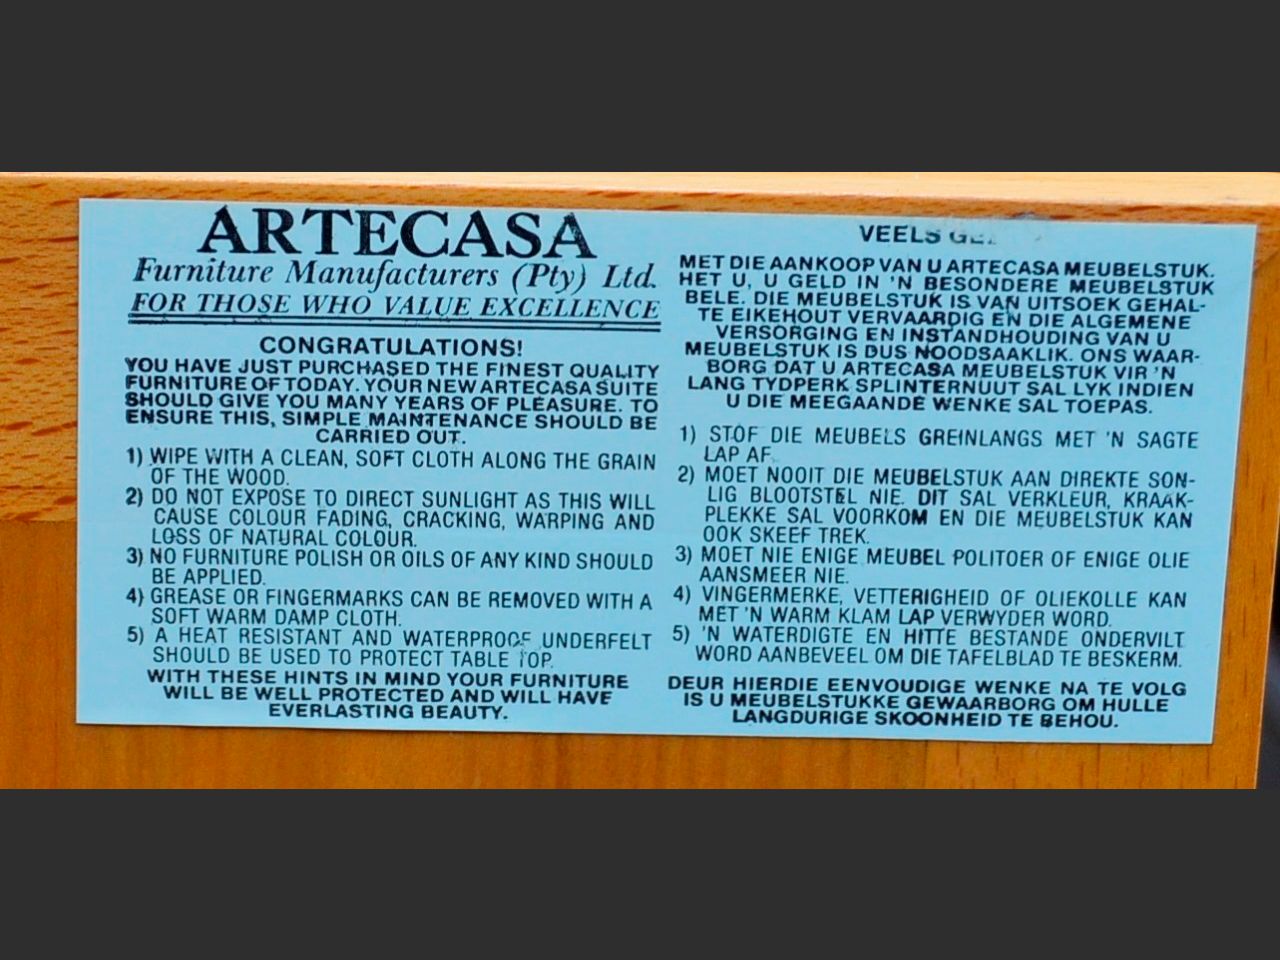 ARTECASA
Furniture Manufacturers (Pty) Ltd.
FOR THOSE WHO VALUE EXCELLENCE
CONGRATULATIONS!
YOU HAVE JUST PURCHASED THE FINEST QUALITY
FURNITURE OF TODAY. YOUR NEW ARTECASA SUITE
SHOULD GIVE YOU MANY YEARS OF PLEASURE. TO
ENSURE THIS, SIMPLE MAINTENANCE SHOULD BE
CARRIED OUT.
1) WIPE WITH A CLEAN, SOFT CLOTH ALONG THE GRAIN
OF THE WOOD.
2) DO NOT EXPOSE TO DIRECT SUNLIGHT AS THIS WILL
CAUSE COLOUR FADING, CRACKING, WARPING AND
LOSS OF NATURAL COLOUR.
3) NO FURNITURE POLISH OR OILS OF ANY KIND SHOULD
BE APPLIED.
4) GREASE OR FINGERMARKS CAN BE REMOVED WITH A
SOFT WARM DAMP CLOTH.
5) A HEAT RESISTANT AND WATERPROOF UNDERFELT
SHOULD BE USED TO PROTECT TABLE TOP.
WITH THESE HINTS IN MIND YOUR FURNITURE
WILL BE WELL PROTECTED AND WILL HAVE
EVERLASTING BEAUTY.
VEELS
MET DIE AANKOOP VAN U ARTECASA MEUBELSTUK.
HET U, U GELD IN 'N BESONDERE MEUBELSTUK
BELE. DIE MEUBELSTUK IS VAN UITSOEK GEHAL-
TE EIKEHOUT VERVAARDIG EN DIE ALGEMENE
VERSORGING EN INSTANDHOUDING VAN U
MEUBELSTUK IS DUS NOODSAAKLIK. ONS WAAR-
BORG DAT U ARTECASA MEUBELSTUK VIR 'N
LANG TYDPERK SPLINTERNUUT SAL LYK INDIEN
U DIE MEEGAANDE WENKE SAL TOEPAS.
1) STOF DIE MEUBELS GREINLANGS MET 'N SAGTE
LAP AF.
2) MOET NOOIT DIE MEUBELSTUK AAN DIREKTE SON-
LIG BLOOTSTEL NIE. DIT SAL VERKLEUR, KRAAK-
PLEKKE SAL VOORKOM EN DIE MEUBELSTUK KAN
OOK SKEEF TREK.
3) MOET NIE ENIGE MEUBEL POLITOER OF ENIGE OLIE
AANSMEER NIE.
4) VINGERMERKE, VETTERIGHEID OF OLIEKOLLE KAN
MET 'N WARM KLAM LAP VERWYDER WORD.
5) 'N WATERDIGTE EN HITTE BESTANDE ONDERVILT
WORD AANBEVEEL OM DIE TAFELBLAD TE BESKERM.
DEUR HIERDIE EENVOUDIGE WENKE NA TE VOLG
IS U MEUBELSTUKKE GEWAARBORG OM HULLE
LANGDURIGE SKOONHEID TE BEHOU.